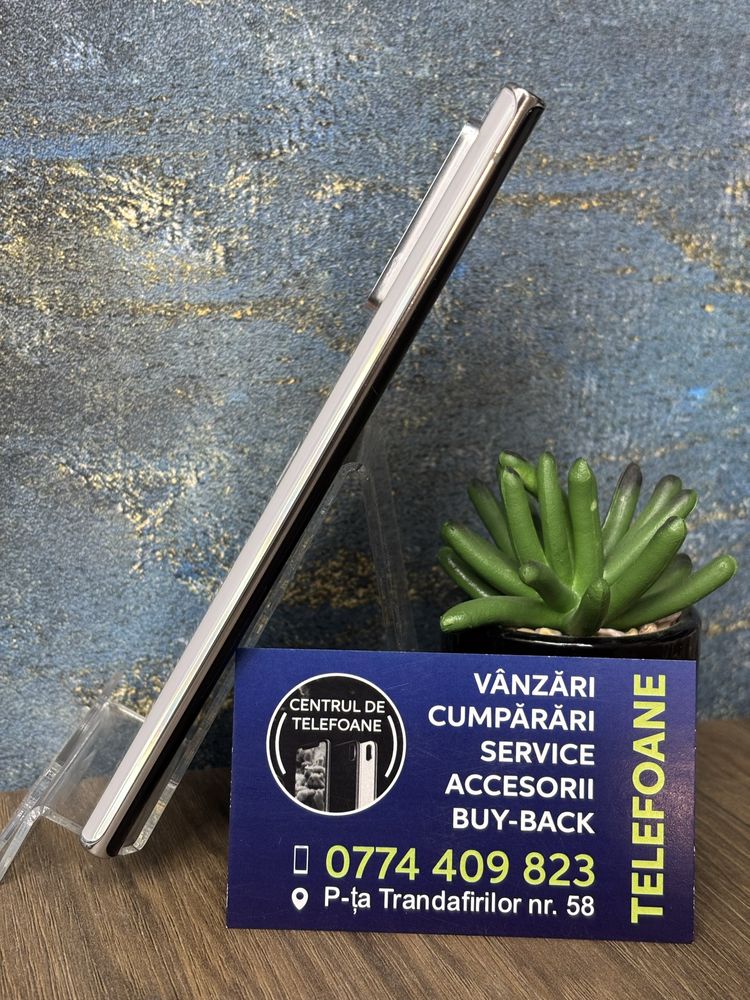 CENTRUL DE
TELEFOANE
VÂNZĂRI
CUMPĂRĂRI
SERVICE
ACCESORII
BUY-BACK
0774 409 823
P-ța Trandafirilor nr. 58
TELEFOANE